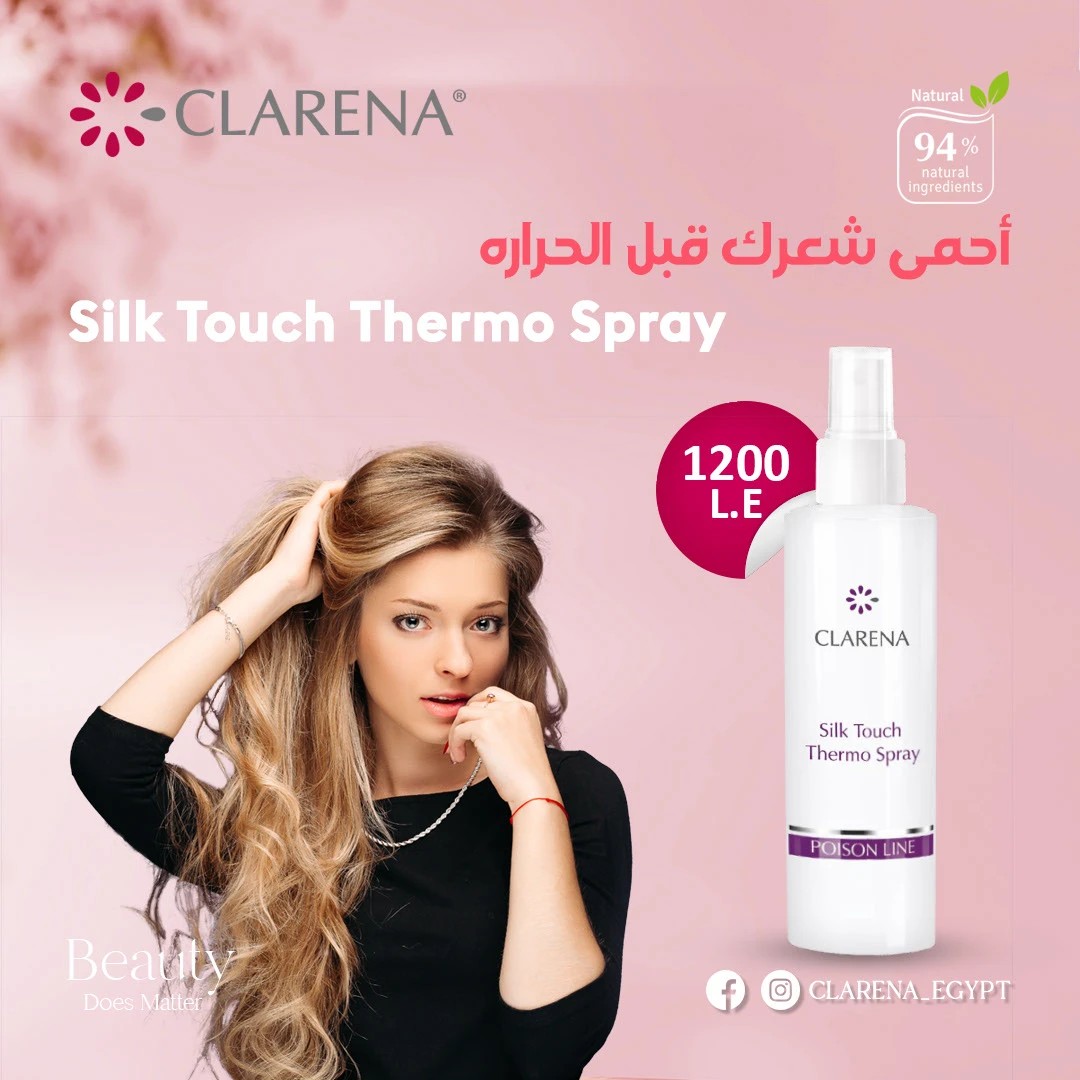 CLARENA®
Natural
94%
natural
ingredients
أحمى شعرك قبل الحراره
Silk Touch Thermo Spray
1200
L.E
CLARENA
Silk Touch
Thermo Spray
POISON LINE
Beauty
Does Matter
CLARENA_EGYPT